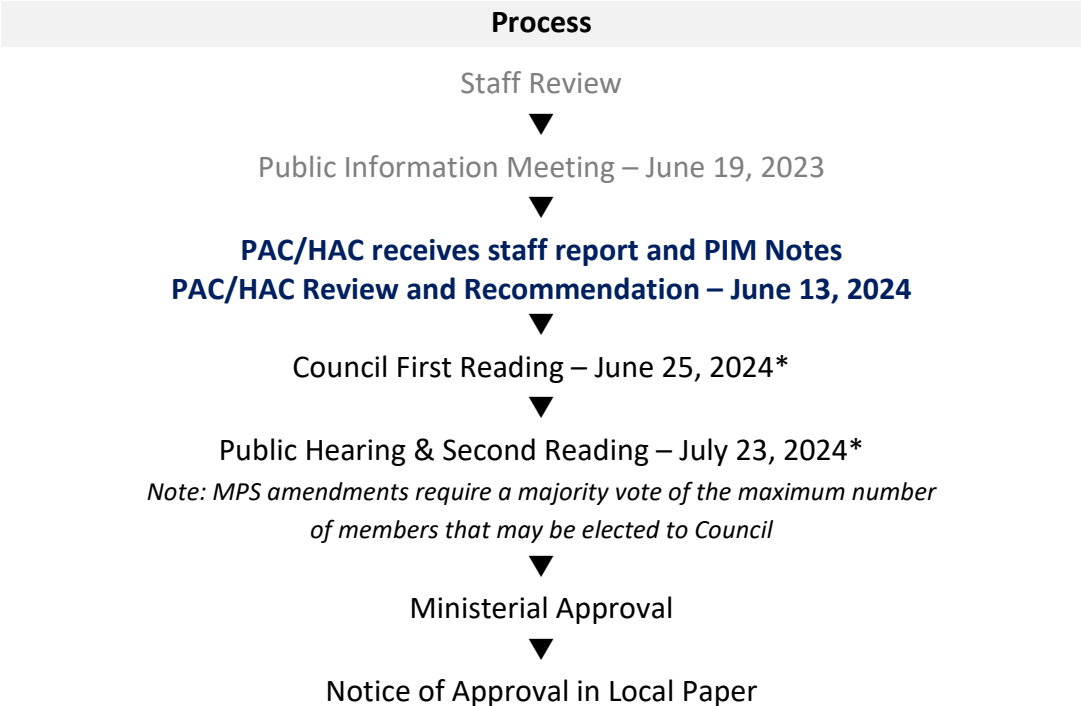 Process
Staff Review
Public Information Meeting – June 19, 2023
PAC/HAC receives staff report and PIM Notes
PAC/HAC Review and Recommendation – June 13, 2024
Council First Reading – June 25, 2024*
Public Hearing & Second Reading – July 23, 2024*
Note: MPS amendments require a majority vote of the maximum number
of members that may be elected to Council
Ministerial Approval
Notice of Approval in Local Paper